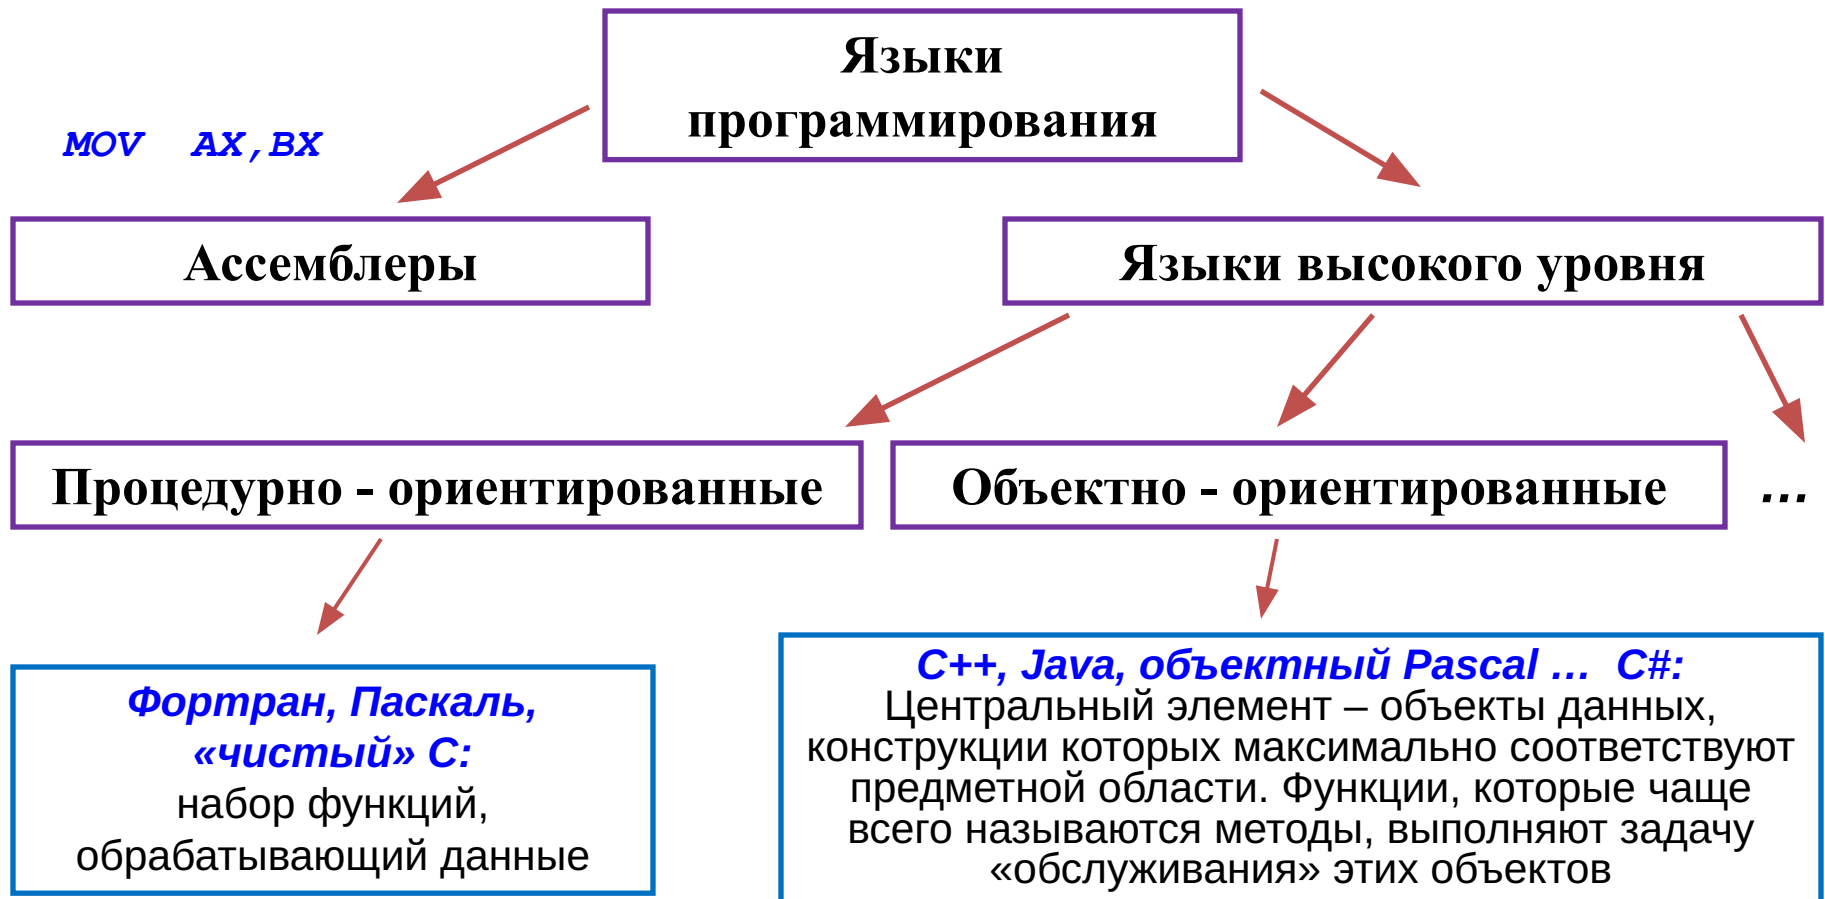 Языки
программирования
MOV AX,BX
Ассемблеры
Языки высокого уровня
Процедурно - ориентированные
Объектно - ориентированные
...
Фортран, Паскаль,
«чистый» С:
набор функций,
обрабатывающий данные
C++, Java, объектный Pascal … C#:
Центральный элемент – объекты данных,
конструкции которых максимально соответствуют
предметной области. Функции, которые чаще
всего называются методы, выполняют задачу
«обслуживания» этих объектов